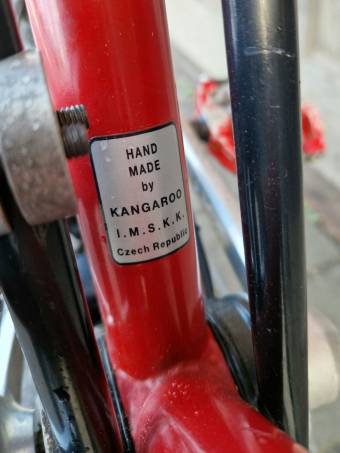 HAND
MADE
by
KANGAROO
I.M.S.K.K.
Czech Republic